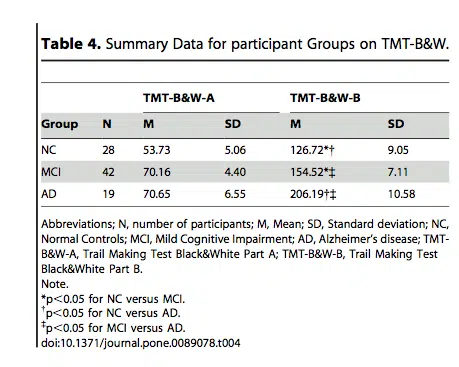 Table 4. Summary Data for participant Groups on TMT-B&W.
TMT-B&W-A TMT-B&W-B
Group N M SD M SD
NC 28 53.73 5.06 126.72*† 9.05
MCI 42 70.16 4.40 154.52*‡ 7.11
AD 19 70.65 6.55 206.19†‡ 10.58
Abbreviations; N, number of participants; M, Mean; SD, Standard deviation; NC,
Normal Controls; MCI, Mild Cognitive Impairment; AD, Alzheimer's disease; TMT-
B&W-A, Trail Making Test Black&White Part A; TMT-B&W-B, Trail Making Test
Black&White Part B.
Note.
*p<0.05 for NC versus MCI.
†p<0.05 for NC versus AD.
‡p<0.05 for MCI versus AD.
doi:10.1371/journal.pone.0089078.t004